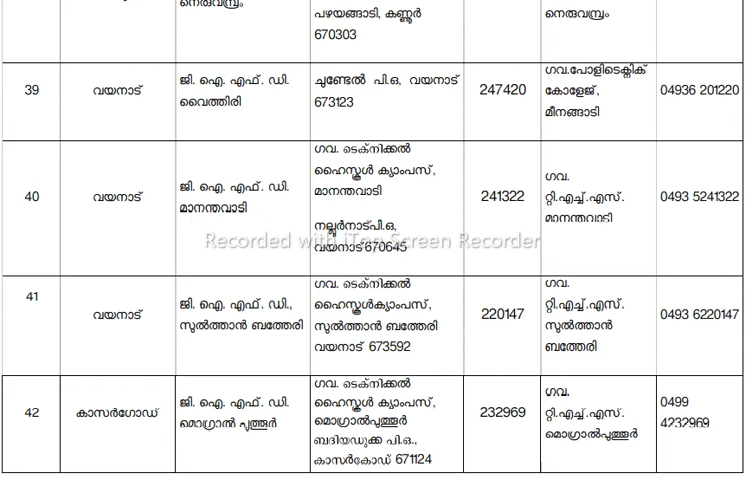 നെരുവമ്പ്രം
പഴയങ്ങാടി, കണ്ണൂർ
670303
നെരുവമ്പ്രം
39
വയനാട്
ജി. ഐ. എഫ്. ഡി.
വൈത്തിരി
ചുണ്ടേൽ പി.ഒ, വയനാട്
673123
247420
ഗവ.പോളിടെക്നിക്
കോളേജ്,
മീനങ്ങാടി
04936 201220
40
വയനാട്
ജി. ഐ. എഫ്. ഡി.
മാനന്തവാടി
ഗവ. ടെക്നിക്കൽ
ഹൈസ്കൂൾ ക്യാംപസ്,
മാനന്തവാടി
നല്ലൂർനാട്പി.ഒ,
വയനാട് 670645
241322
ഗവ.
റ്റി.എച്ച്.എസ്.
മാനന്തവാടി
0493 5241322
Recorded with iTop Screen Recorder
41
വയനാട്
ജി. ഐ. എഫ്. ഡി.,
സുൽത്താൻ ബത്തേരി
ഗവ. ടെക്നിക്കൽ
ഹൈസ്കൂൾക്യാംപസ്,
സുൽത്താൻ ബത്തേരി
വയനാട് 673592
220147
ഗവ.
റ്റി.എച്ച്.എസ്.
സുൽത്താൻ
ബത്തേരി
0493 6220147
42
കാസർഗോഡ്
ജി. ഐ. എഫ്. ഡി.
മൊഗ്രാൽ പുത്തൂർ
ഗവ. ടെക്നിക്കൽ
ഹൈസ്കൂൾ ക്യാംപസ്,
മൊഗ്രാൽപുത്തൂർ
ബദിയഡുക്ക പി.ഒ.,
കാസർകോഡ് 671124
232969
ഗവ.
റ്റി.എച്ച്.എസ്.
മൊഗ്രാൽപുത്തൂർ
0499
4232969